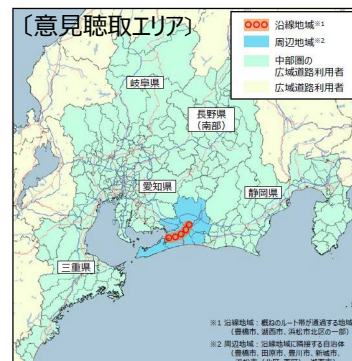 〔意見聴取エリア〕
沿線地域※1
周辺地域※2
中部圏の
広域道路利用者
広域道路利用者
岐阜県
長野県
(南部)
愛知県
静岡県
三重県
※1 沿線地域:概ねのルート帯が通過する地域
(豊橋市、湖西市、浜松市北区の一部)
※2 周辺地域:沿線地域に隣接する自治体
(豊橋市、田原市、豊川市、新城市、